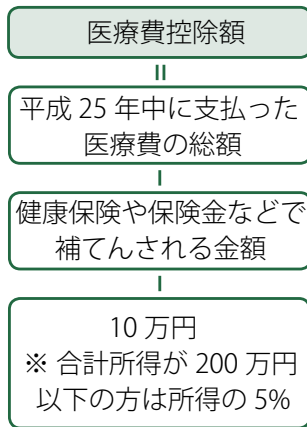 医療費控除額
=
平成 25 年中に支払った
医療費の総額
-
健康保険や保険金などで
補てんされる金額
-
10 万円
※ 合計所得が 200 万円
以下の方は所得の 5%